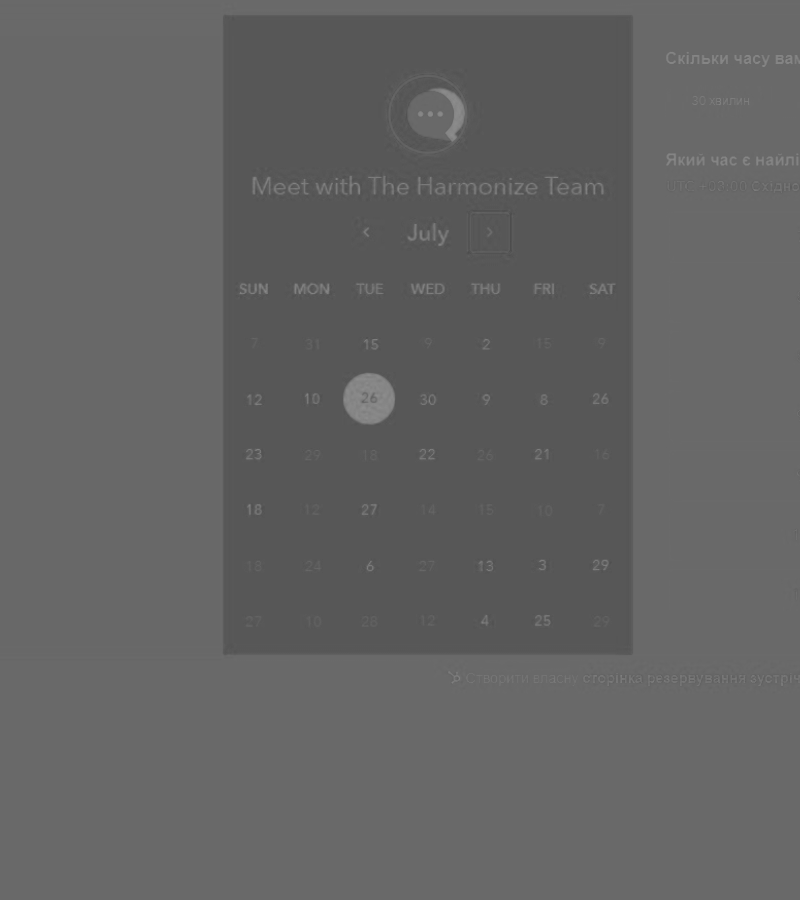 Скільки часу вам
30 хвилин
Meet with The Harmonize Team
Який час є найлі
UTC +03:00 Східно
July
SUN MON TUE WED THU FRI SAT
7 31 15 9 2 15 9
12 10 26 30 9 8 26
23 29 18 22 26 21 16
18 12 27 14 15 10 7
18 24 6 27 13 3 29
27 10 28 12 4 25 29
Створити власну сторінка резервування зустріч